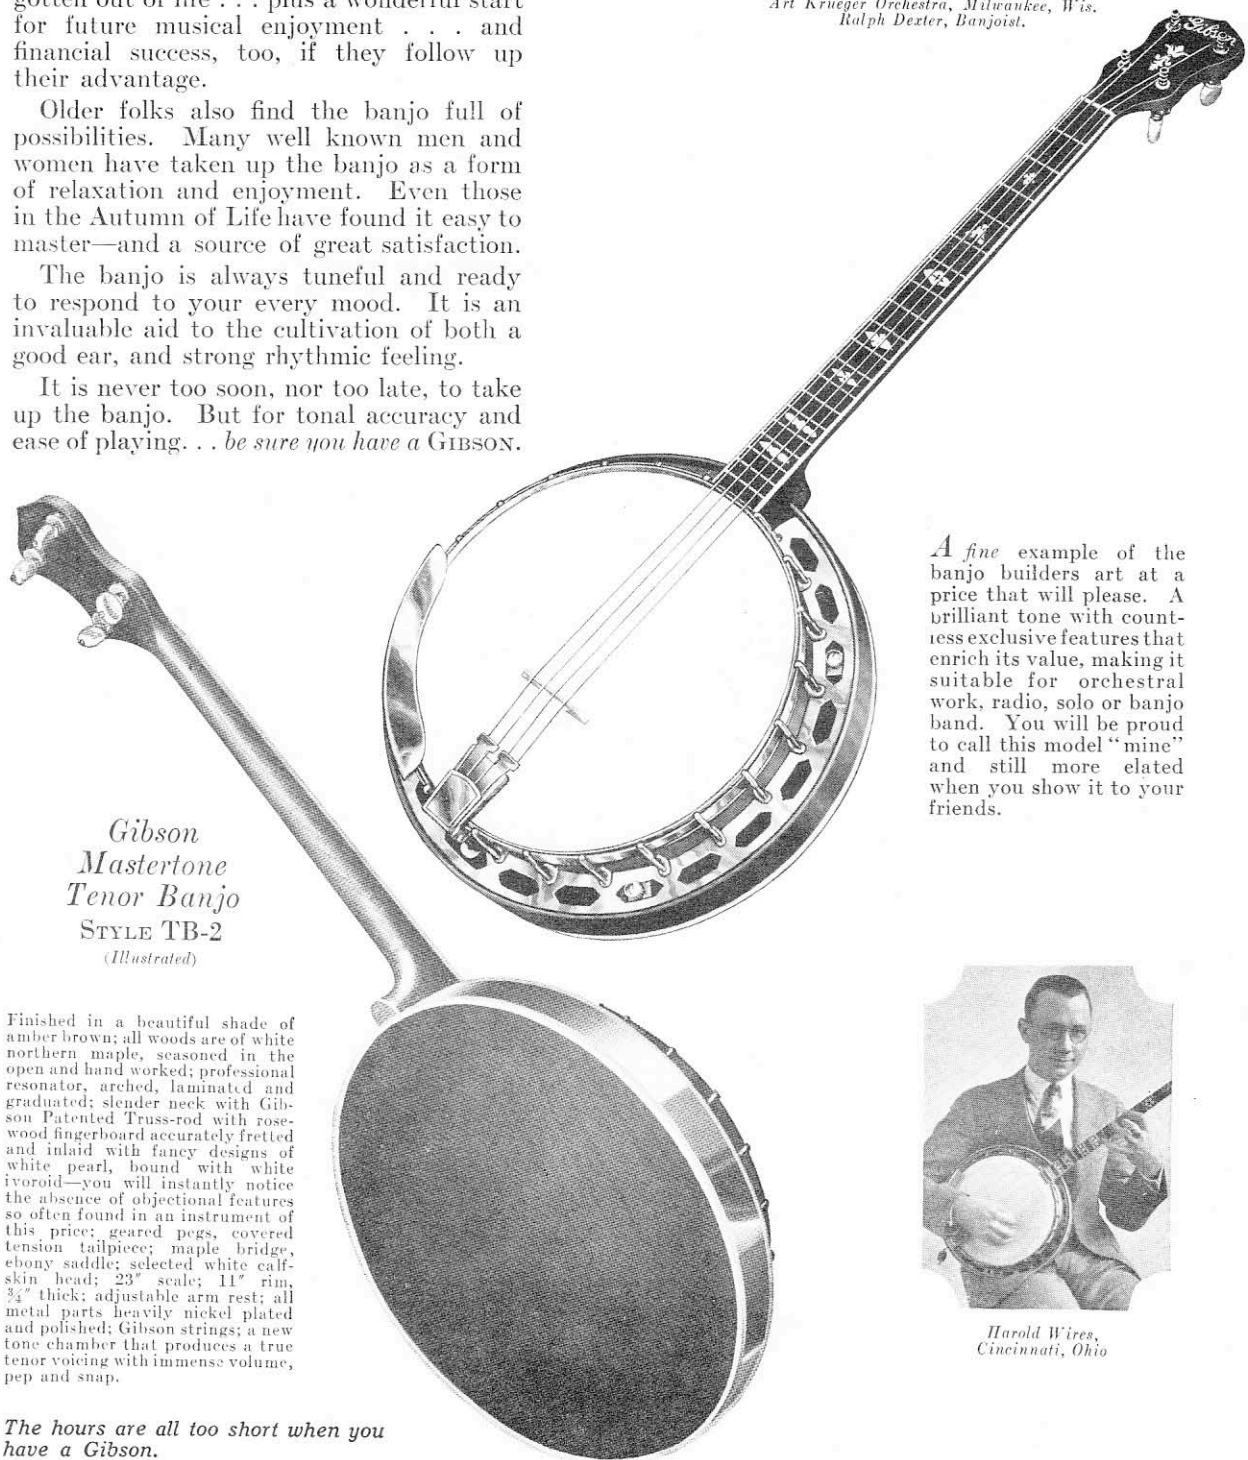 gotten out of life . . . plus a wonderful start
for future musical enjoyment . . . and
financial success, too, if they follow up
their advantage.
Older folks also find the banjo full of
possibilities. Many well known men and
women have taken up the banjo as a form
of relaxation and enjoyment. Even those
in the Autumn of Life have found it easy to
master—and a source of great satisfaction.
The banjo is always tuneful and ready
to respond to your every mood. It is an
invaluable aid to the cultivation of both a
good ear, and strong rhythmic feeling.
It is never too soon, nor too late, to take
up the banjo. But for tonal accuracy and
ease of playing. . . be sure you have a GIBSON.
Art Krueger Orchestra, Milwaukee, Wis.
Ralph Dexter, Banjoist.
Gibson
A fine example of the
banjo builders art at a
price that will please. A
brilliant tone with count-
less exclusive features that
enrich its value, making it
suitable for orchestral
work, radio, solo or banjo
band. You will be proud
to call this model "mine"
and still more elated
when you show it to your
friends.
Gibson
Mastertone
Tenor Banjo
STYLE TB-2
(Illustrated)
Finished in a beautiful shade of
amber brown; all woods are of white
northern maple, seasoned in the
open and hand worked; professional
resonator, arched, laminated and
graduated; slender neck with Gib-
son Patented Truss-rod with rose-
wood fingerboard accurately fretted
and inlaid with fancy designs of
white pearl, bound with white
ivoroid—you will instantly notice
the absence of objectional features
so often found in an instrument of
this price; geared pegs, covered
tension tailpiece; maple bridge,
ebony saddle; selected white calf-
skin head; 23" scale; 11" rim,
¾" thick; adjustable arm rest; all
metal parts heavily nickel plated
and polished; Gibson strings; a new
tone chamber that produces a true
tenor voicing with immense volume,
pep and snap.
The hours are all too short when you
have a Gibson.
Harold Wires,
Cincinnati, Ohio